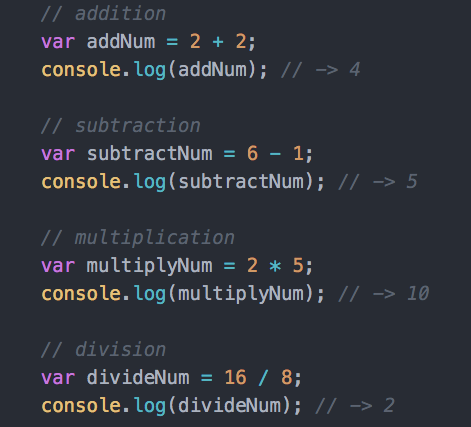 // addition
var addNum = 2 + 2;
console.log(addNum); // -> 4
// subtraction
var subtractNum = 6 - 1;
console.log(subtractNum); // -> 5
// multiplication
var multiplyNum = 2 * 5;
console.log(multiplyNum); // -> 10
// division
var divideNum = 16 / 8;
console.log(divideNum); // -> 2